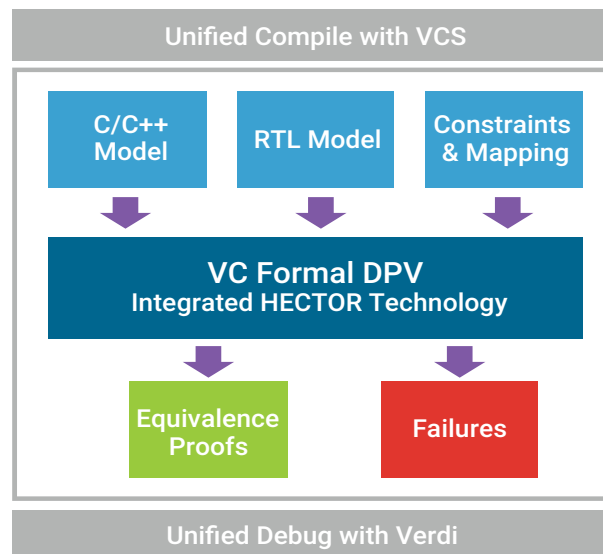 Unified Compile with VCS
C/C++
Model
RTL Model
Constraints
& Mapping
VC Formal DPV
Integrated HECTOR Technology
Equivalence
Proofs
Failures
Unified Debug with Verdi